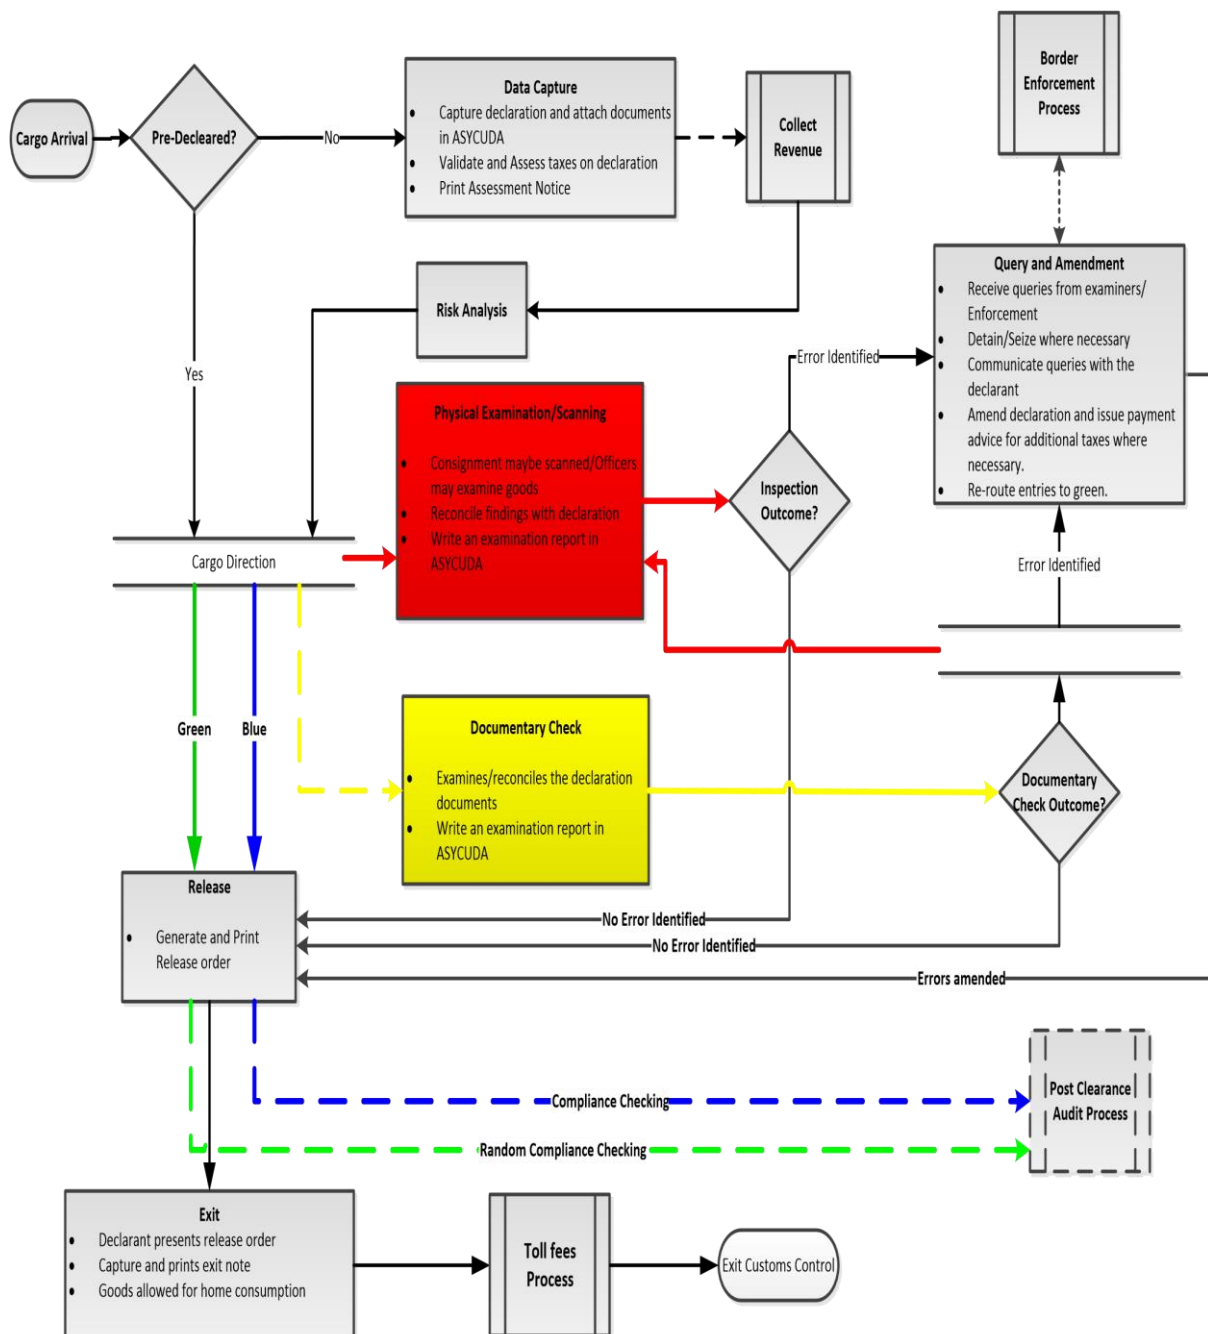 Cargo Arrival
Pre-Decleared?
No
Data Capture
• Capture declaration and attach documents
in ASYCUDA
• Validate and Assess taxes on declaration
• Print Assessment Notice
Collect
Revenue
Border
Enforcement
Process
Risk Analysis
Yes
Query and Amendment
• Receive queries from examiners/
Enforcement
• Detain/Seize where necessary
• Communicate queries with the
declarant
• Amend declaration and issue payment
advice for additional taxes where
necessary.
• Re-route entries to green.
Error Identified
Physical Examination/Scanning
• Consignment maybe scanned/Officers
may examine goods
• Reconcile findings with declaration
• Write an examination report in
ASYCUDA
Inspection
Outcome?
Cargo Direction
Error Identified
Green
Blue
Documentary Check
• Examines/reconciles the declaration
documents
• Write an examination report in
ASYCUDA
Documentary
Check Outcome?
Release
• Generate and Print
Release order
No Error Identified
No Error Identified
Errors amended
Compliance Checking
Random Compliance Checking
Post Clearance
Audit Process
Exit
• Declarant presents release order
• Capture and prints exit note
• Goods allowed for home consumption
Toll fees
Process
Exit Customs Control